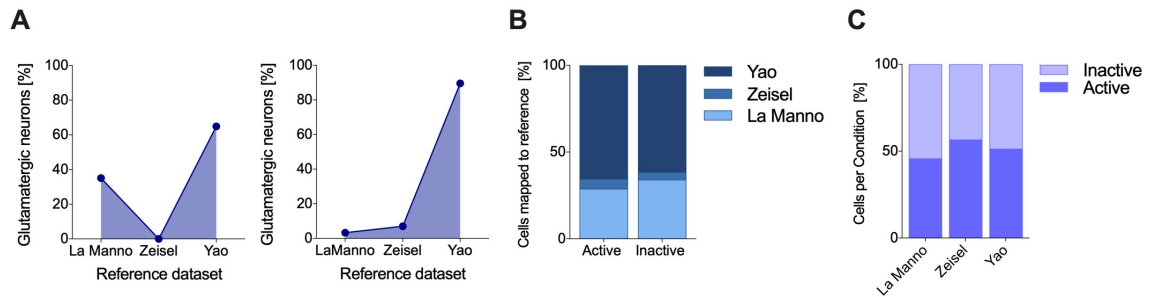 A
Glutamatergic neurons [%]
100
80
60
40
20
0
La Manno Zeisel Yao
Reference dataset
Glutamatergic neurons [%]
100
80
60
40
20
0
LaManno Zeisel Yao
Reference dataset
B
Cells mapped to reference [%]
100
50
0
Active Inactive
Yao
Zeisel
La Manno
C
Cells per Condition [%]
100
50
0
La Manno
Zeisel
Yao
Inactive
Active